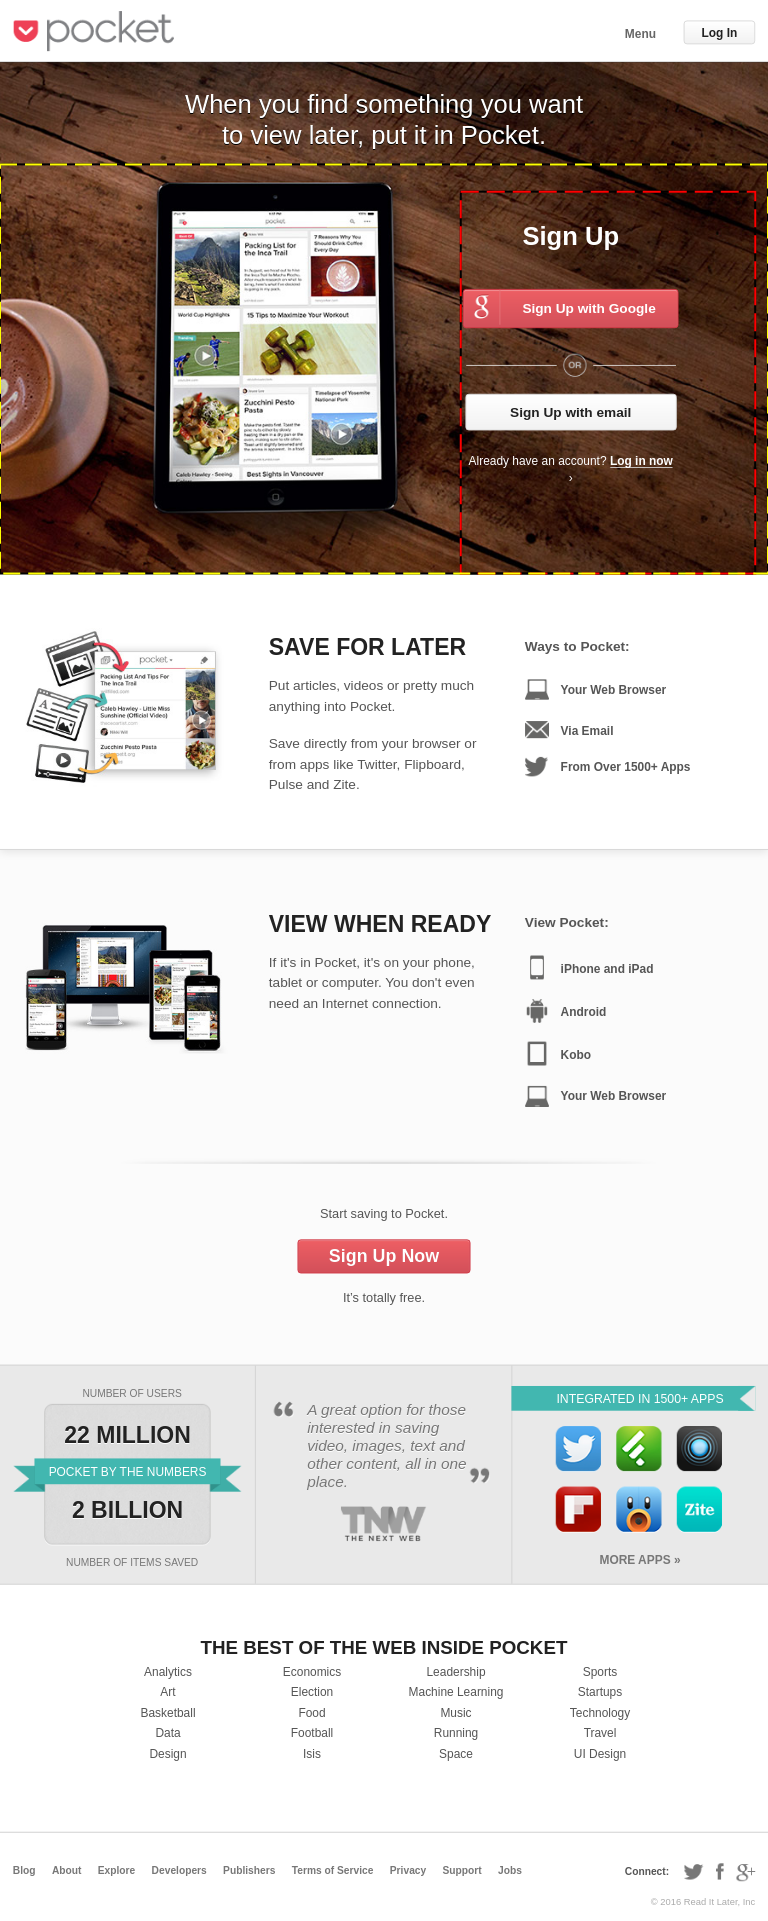 pocket
Menu
Log In
When you find something you want
to view later, put it in Pocket.
pocket
Packing List for
the Inca Trail
7 Reasons Why You
Should Drink Coffee
Every Day
World Cup Highlights
15 Tips to Maximize Your Workout
Zucchini Pesto
Pasta
Timelapse of Yosemite
National Park
Caleb Hawley - Seeing
Best Sights in Vancouver
Sign Up
Sign Up with Google
OR
Sign Up with email
Already have an account? Log in now
›
SAVE FOR LATER
Put articles, videos or pretty much
anything into Pocket.
Save directly from your browser or
from apps like Twitter, Flipboard,
Pulse and Zite.
pocket
Packing List And Tips For
The Inca Trail
Caleb Hawley - Little Miss
Sunshine (Official Video)
Zucchini Pesto Pasta
Ways to Pocket:
Your Web Browser
Via Email
From Over 1500+ Apps
VIEW WHEN READY
If it's in Pocket, it's on your phone,
tablet or computer. You don't even
need an Internet connection.
View Pocket:
iPhone and iPad
Android
Kobo
Your Web Browser
Start saving to Pocket.
Sign Up Now
It's totally free.
NUMBER OF USERS
22 MILLION
POCKET BY THE NUMBERS
2 BILLION
NUMBER OF ITEMS SAVED
“ A great option for those
interested in saving
video, images, text and
other content, all in one
place. ”
TNW
THE NEXT WEB
INTEGRATED IN 1500+ APPS
Zite
MORE APPS »
THE BEST OF THE WEB INSIDE POCKET
Analytics Economics Leadership Sports
Art Election Machine Learning Startups
Basketball Food Music Technology
Data Football Running Travel
Design Isis Space UI Design
Blog About Explore Developers Publishers Terms of Service Privacy Support Jobs
Connect:
© 2016 Read It Later, Inc